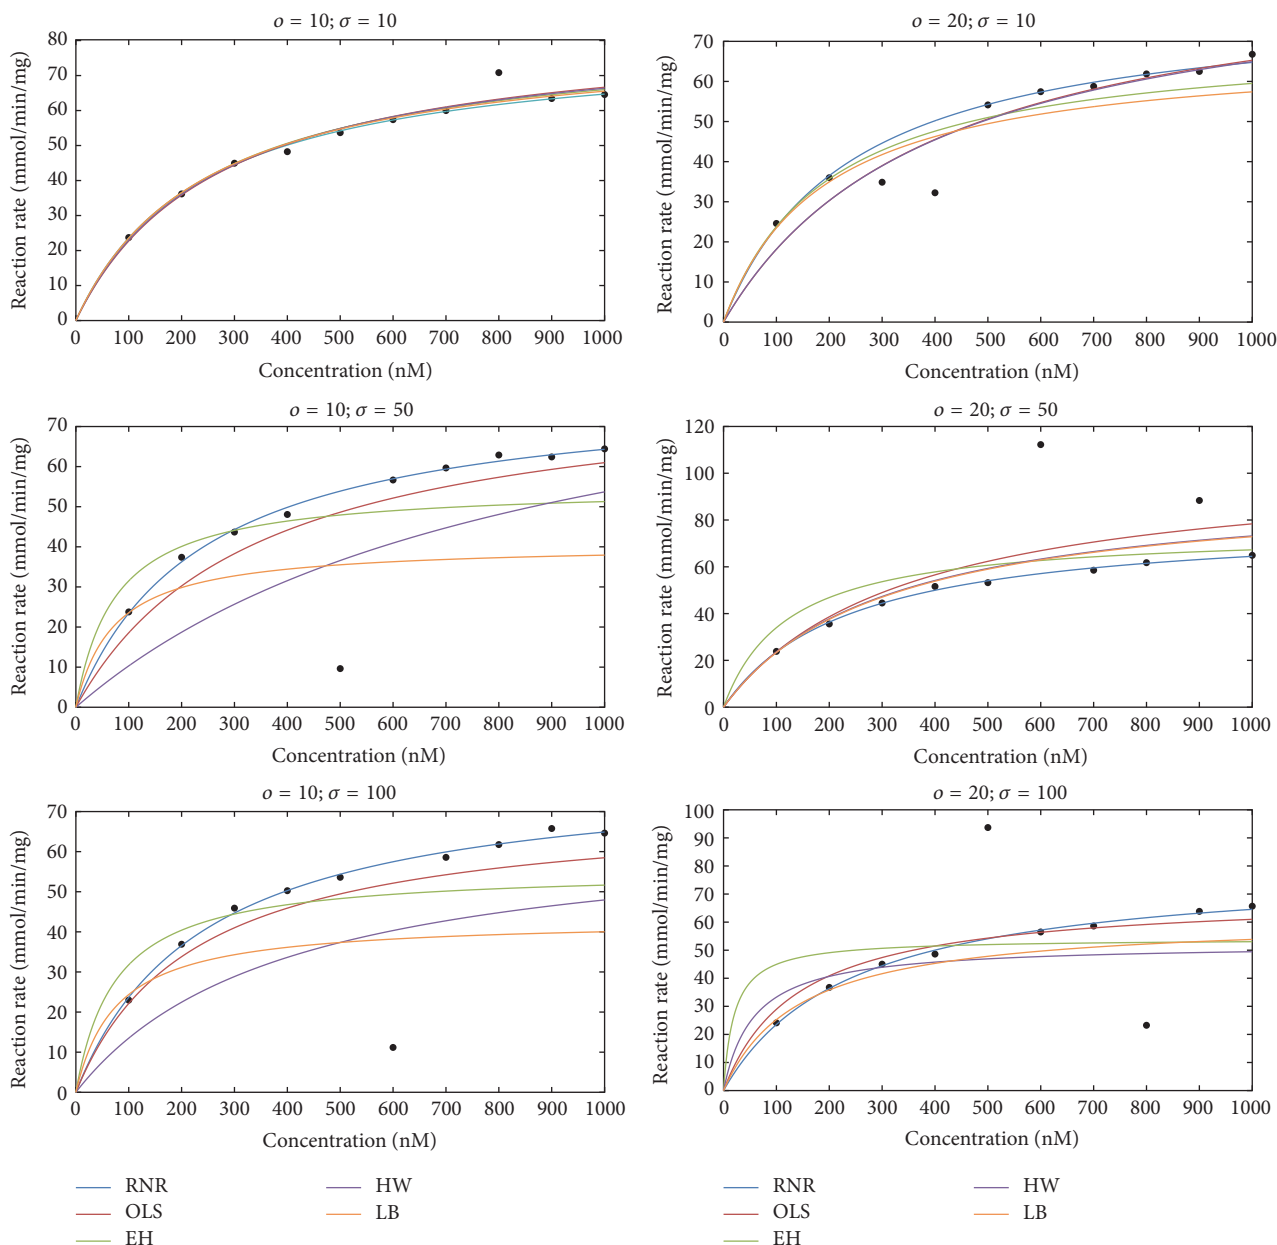 o = 10; σ = 10
Reaction rate (mmol/min/mg)
80
70
60
50
40
30
20
10
0
0 100 200 300 400 500 600 700 800 900 1000
Concentration (nM)
o = 20; σ = 10
Reaction rate (mmol/min/mg)
70
60
50
40
30
20
10
0
0 100 200 300 400 500 600 700 800 900 1000
Concentration (nM)
o = 10; σ = 50
Reaction rate (mmol/min/mg)
70
60
50
40
30
20
10
0
0 100 200 300 400 500 600 700 800 900 1000
Concentration (nM)
o = 20; σ = 50
Reaction rate (mmol/min/mg)
120
100
80
60
40
20
0
0 100 200 300 400 500 600 700 800 900 1000
Concentration (nM)
o = 10; σ = 100
Reaction rate (mmol/min/mg)
70
60
50
40
30
20
10
0
0 100 200 300 400 500 600 700 800 900 1000
Concentration (nM)
o = 20; σ = 100
Reaction rate (mmol/min/mg)
100
90
80
70
60
50
40
30
20
10
0
0 100 200 300 400 500 600 700 800 900 1000
Concentration (nM)
RNR HW
OLS LB
EH
RNR HW
OLS LB
EH